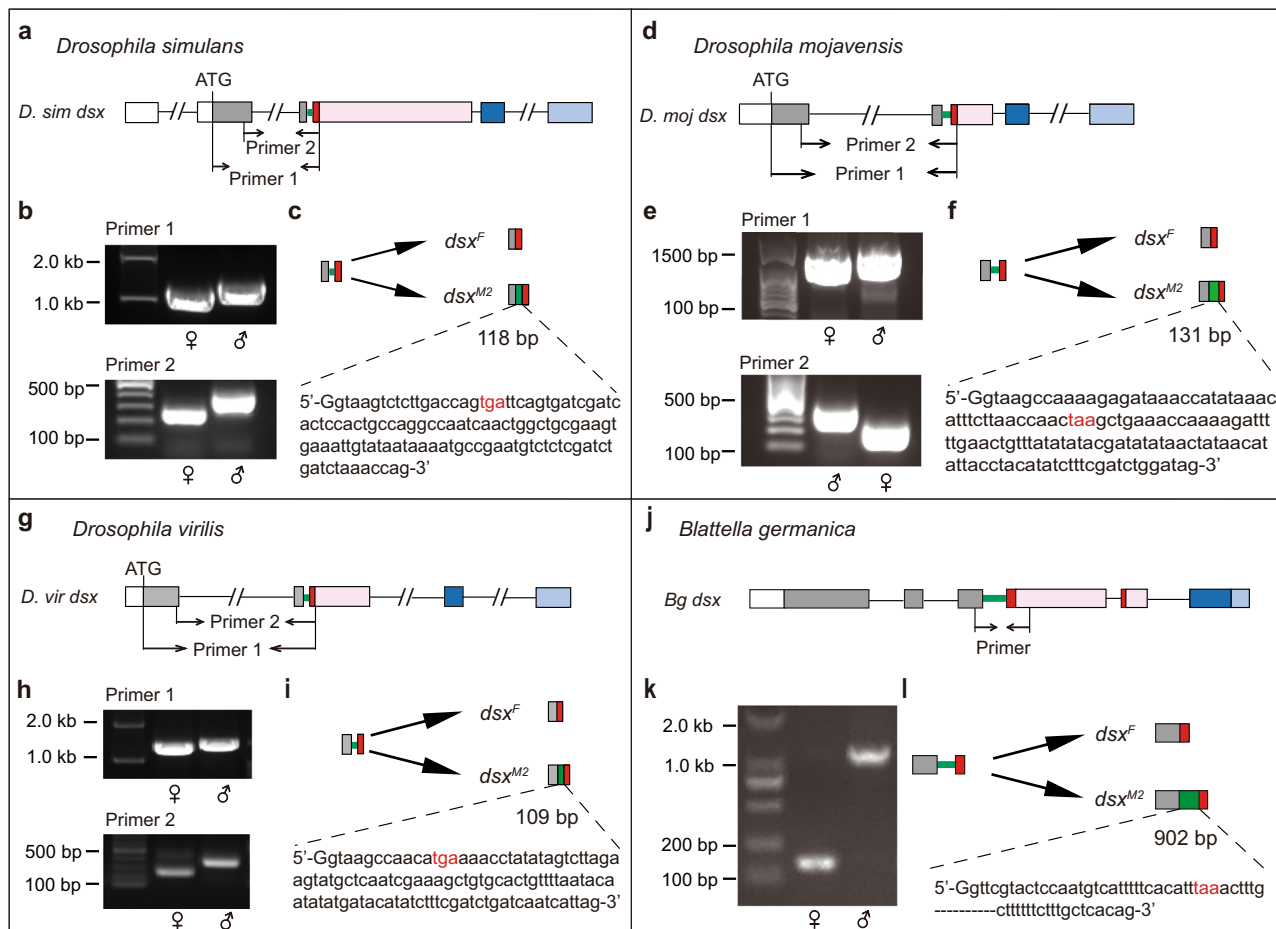 a
Drosophila simulans
ATG
D. sim dsx
Primer 2
Primer 1
b
Primer 1
2.0 kb
1.0 kb
♀ ♂
Primer 2
500 bp
100 bp
♀ ♂
c
dsxF
dsxM2
118 bp
5'-Ggtaagtctcttgaccagtgattcagtgatcgatc
actccactgccaggccaatcaactggctgcgaagt
gaaattgtataataaaatgccgaatgtctctcgatct
gatctaaaccag-3'
d
Drosophila mojavensis
ATG
D. moj dsx
Primer 2
Primer 1
e
Primer 1
1500 bp
100 bp
♀ ♂
Primer 2
500 bp
100 bp
♂ ♀
f
dsxF
dsxM2
131 bp
5'-Ggtaagccaaaagagataaaccatataaac
atttcttaaccaactaagctgaaaccaaaagattt
tgaactgtttatatatacgatatataactataacat
attacctacatatctttcgatctggatag-3'
g
Drosophila virilis
ATG
D. vir dsx
Primer 2
Primer 1
h
Primer 1
2.0 kb
1.0 kb
♀ ♂
Primer 2
500 bp
100 bp
♀ ♂
i
dsxF
dsxM2
109 bp
5'-Ggtaagccaacatgaaaacctatatagtcttaga
agtatgctcaatcgaaagctgtgcactgttttaataca
atatatgatacatatctttcgatctgatcaatcattag-3'
j
Blattella germanica
Bg dsx
Primer
k
2.0 kb
1.0 kb
200 bp
100 bp
♀ ♂
l
dsxF
dsxM2
902 bp
5'-Ggttcgtactccaatgtcatttttcacatttaaactttg
----------cttttttctttgctcacag-3'